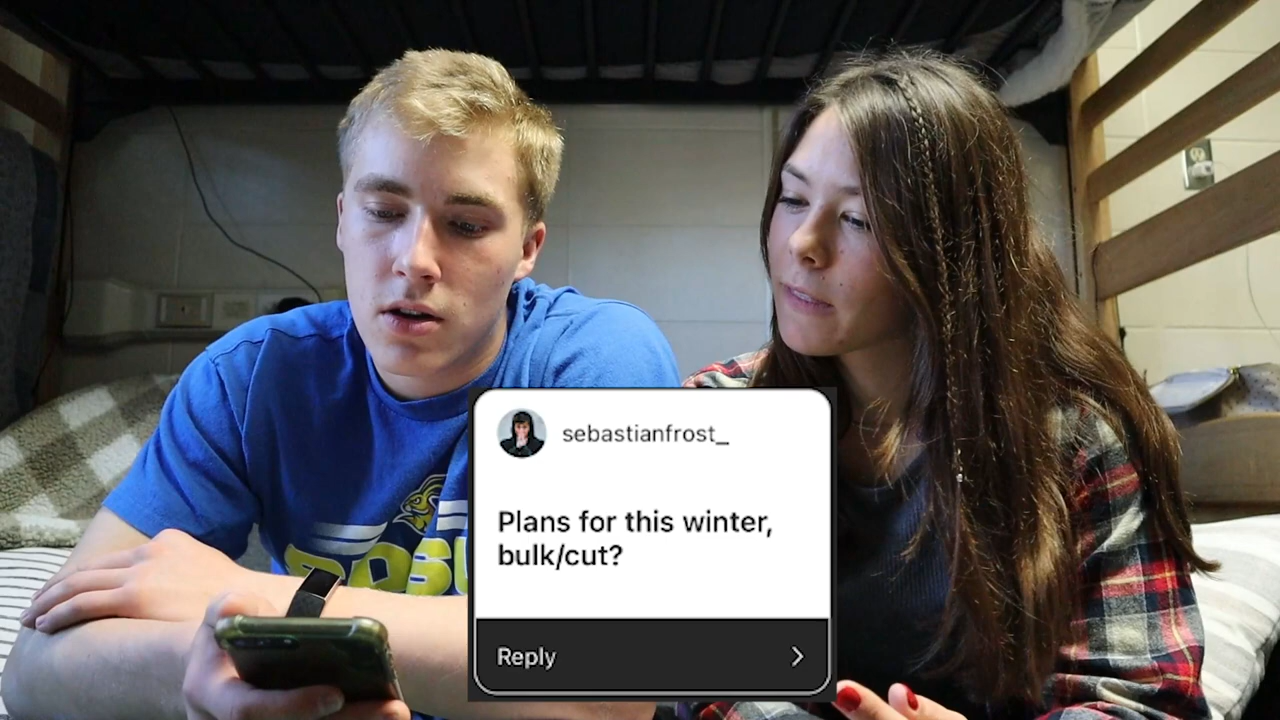 sebastianfrost_
Plans for this winter,
bulk/cut?
Reply